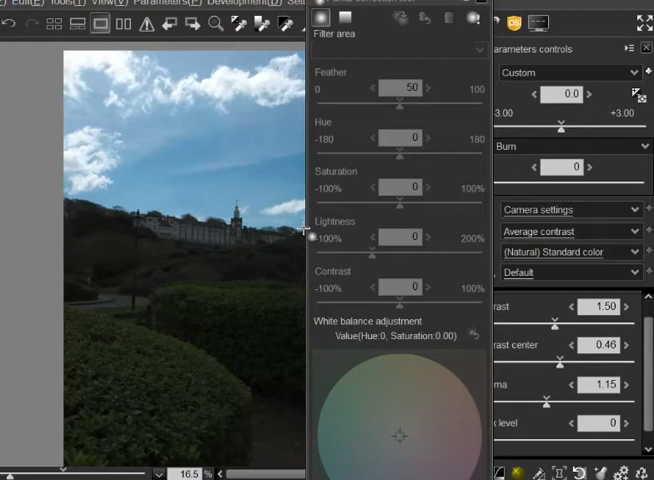 Edit(E) Tools(T) View(V) Parameters(P) Development(D)
arameters controls
Filter area
Custom
Feather
0 50 100
0.0
3.00 +3.00
Hue
-180 0 180
Burn
0
Saturation
-100% 0 100%
Camera settings
Lightness
-100% 0 200%
Average contrast
(Natural) Standard color
Default
Contrast
-100% 0 100%
rast 1.50
White balance adjustment
Value(Hue:0, Saturation:0.00)
rast center 0.46
ma 1.15
level 0
16.5 %